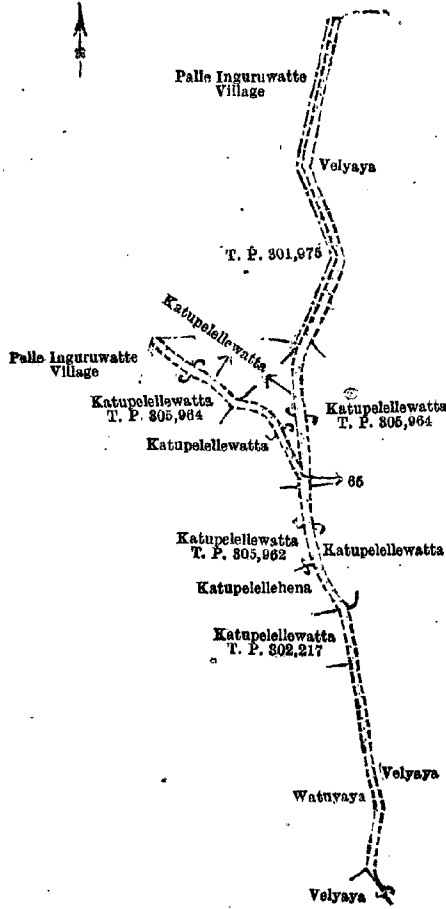 Palle Inguruwatte
Village
Velyaya
T. P. 301,975
Katupelellewatta
Palle Inguruwatte
Village
Katupelellewatta
T. P. 305,964
Katupelellewatta
T. P. 305,964
Katupelellewatta
65
Katupelellewatta
T. P. 305,962
Katupelellewatta
Katupelellehena
Katupelellewatta
T. P. 302,217
Velyaya
Watuyaya
Velyaya